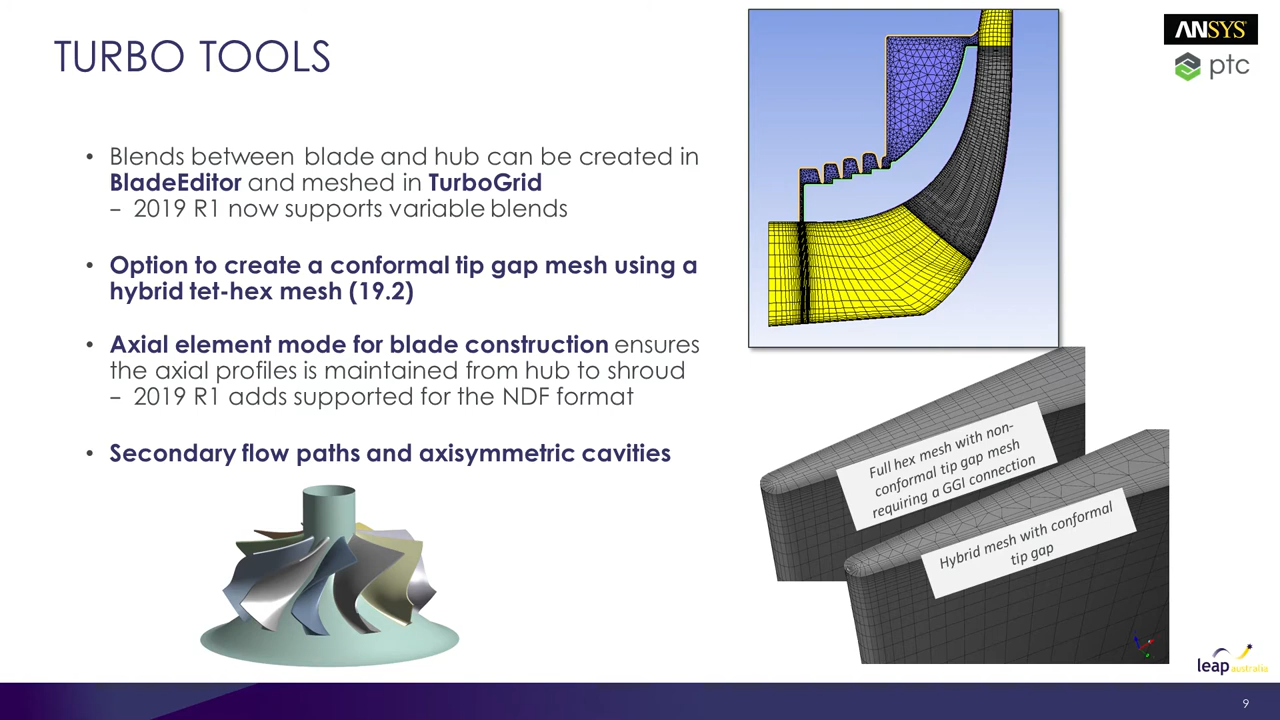 TURBO TOOLS
ANSYS
ptc
• Blends between blade and hub can be created in
BladeEditor and meshed in TurboGrid
– 2019 R1 now supports variable blends
• Option to create a conformal tip gap mesh using a
hybrid tet-hex mesh (19.2)
• Axial element mode for blade construction ensures
the axial profiles is maintained from hub to shroud
– 2019 R1 adds supported for the NDF format
• Secondary flow paths and axisymmetric cavities
Full hex mesh with non-
conformal tip gap mesh
requiring a GGI connection
Hybrid mesh with conformal
tip gap
leap australia
9